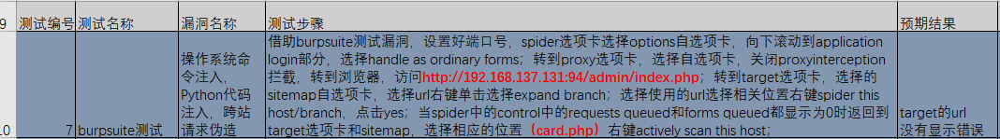 9 测试编号 测试名称 漏洞名称 测试步骤 预期结果
借助burpsuite测试漏洞，设置好端口号，spider选项卡选择options自选项卡，向下滚动到application
操作系统命 login部分，选择handle as ordinary forms；转到proxy选项卡，选择自选项卡，关闭proxyinterception
令注入， 拦截，转到浏览器，访问http://192.168.137.131:94/admin/index.php；转到target选项卡，选择的
Python代码 sitemap自选项卡，选择url右键单击选择expand branch；选择使用的url选择相关位置右键spider this
注入，跨站 host/branch，点击yes；当spider中的control中的requests queued和forms queued都显示为0时返回到 target的url
10 7 burpsuite测试 请求伪造 target选项卡和sitemap，选择相应的位置（card.php）右键actively scan this host； 没有显示错误